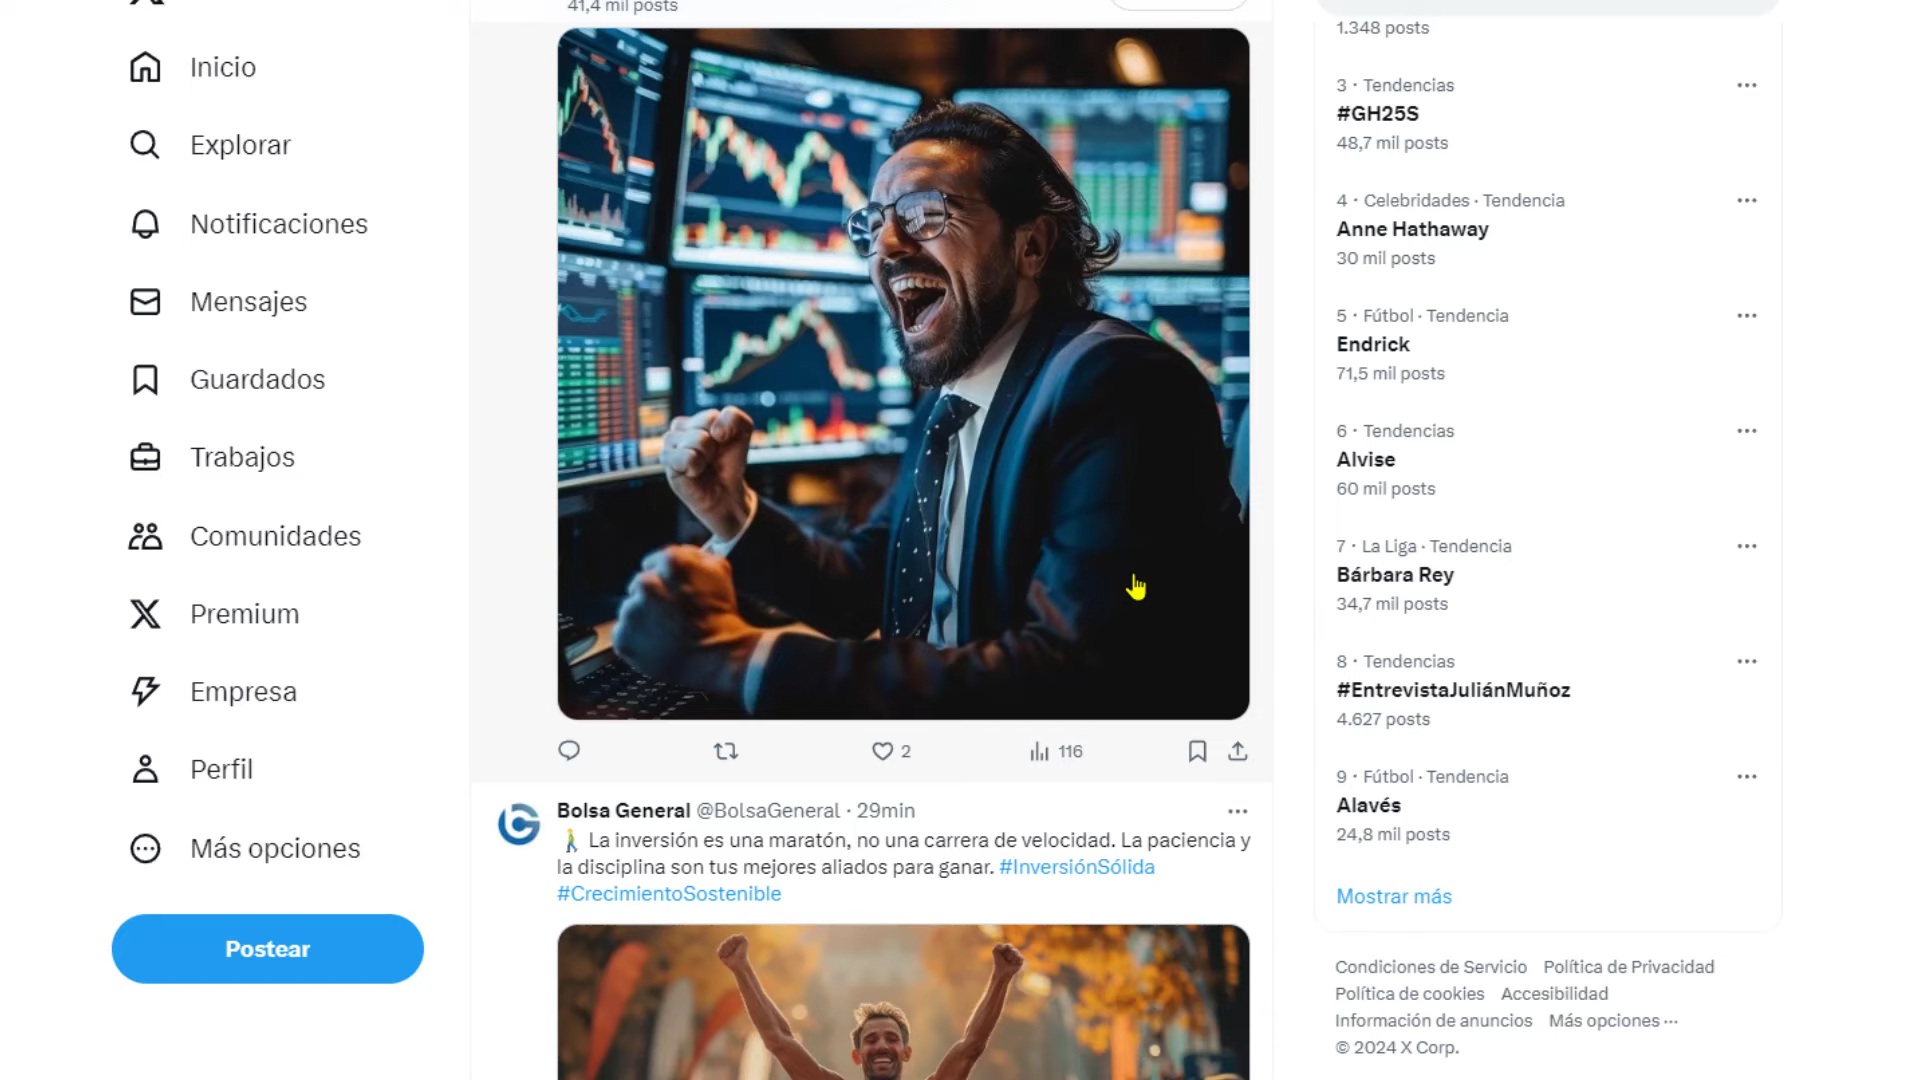 41,4 mil posts
Inicio
Explorar
Notificaciones
Mensajes
Guardados
Trabajos
Comunidades
Premium
Empresa
Perfil
Más opciones
Postear
2
116
Bolsa General @BolsaGeneral · 29min
La inversión es una maratón, no una carrera de velocidad. La paciencia y
la disciplina son tus mejores aliados para ganar. #InversiónSólida
#CrecimientoSostenible
1.348 posts
3 · Tendencias
#GH25S
48,7 mil posts
4 · Celebridades · Tendencia
Anne Hathaway
30 mil posts
5 · Fútbol · Tendencia
Endrick
71,5 mil posts
6 · Tendencias
Alvise
60 mil posts
7 · La Liga · Tendencia
Bárbara Rey
34,7 mil posts
8 · Tendencias
#EntrevistaJuliánMuñoz
4.627 posts
9 · Fútbol · Tendencia
Alavés
24,8 mil posts
Mostrar más
Condiciones de Servicio Política de Privacidad
Política de cookies Accesibilidad
Información de anuncios Más opciones ···
© 2024 X Corp.